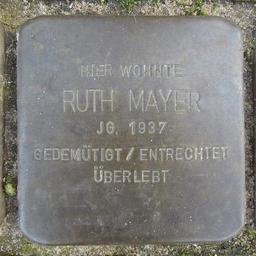 HIER WOHNTE
RUTH MAYER
JG. 1937
GEDEMÜTIGT / ENTRECHTET
ÜBERLEBT